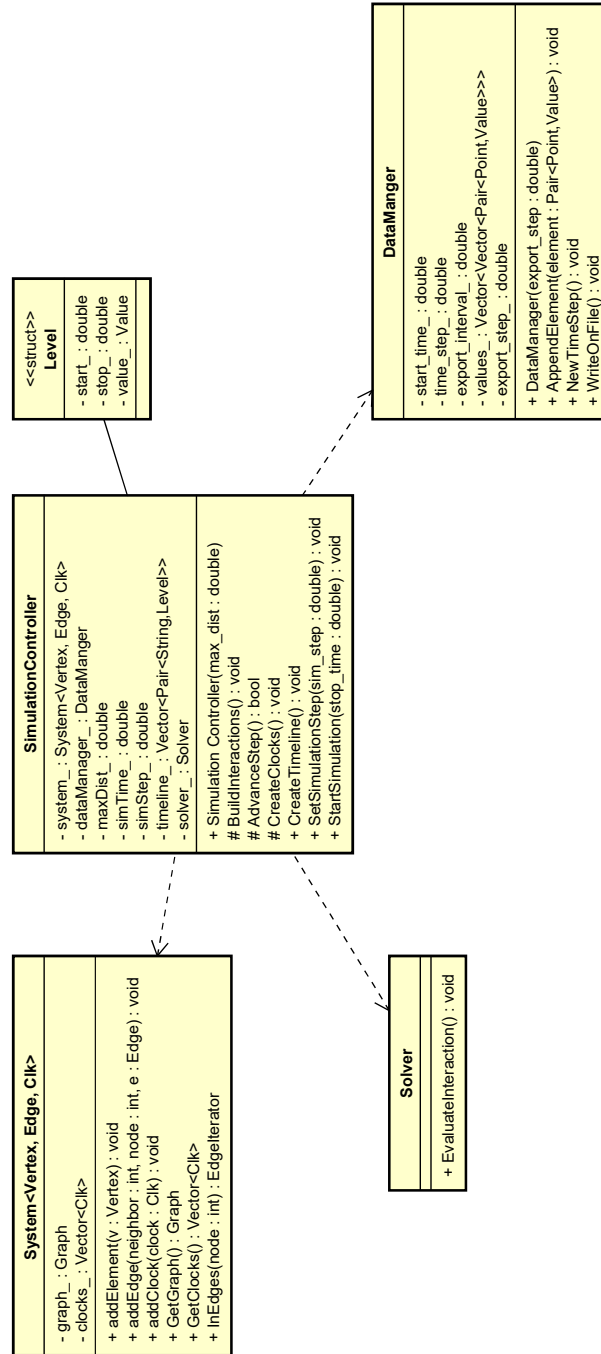 System<Vertex, Edge, Clk>
- graph_ : Graph
- clocks_ : Vector<Clk>
+ addElement(v : Vertex) : void
+ addEdge(neighbor : int, node : int, e : Edge) : void
+ addClock(clock : Clk) : void
+ GetGraph() : Graph
+ GetClocks() : Vector<Clk>
+ InEdges(node : int) : EdgeIterator
SimulationController
- system_ : System<Vertex, Edge, Clk>
- dataManager_ : DataManger
- maxDist_ : double
- simTime_ : double
- simStep_ : double
- timeline_ : Vector<Pair<String,Level>>
- solver_ : Solver
+ Simulation Controller(max_dist : double)
# BuildInteractions() : void
# AdvanceStep() : bool
# CreateClocks() : void
+ CreateTimeline() : void
+ SetSimulationStep(sim_step : double) : void
+ StartSimulation(stop_time : double) : void
<<struct>>
Level
- start_ : double
- stop_ : double
- value_ : Value
Solver
+ EvaluateInteraction() : void
DataManger
- start_time_ : double
- time_step_ : double
- export_interval_ : double
- values_ : Vector<Vector<Pair<Point,Value>>>
- export_step_ : double
+ DataManager(export_step : double)
+ AppendElement(element : Pair<Point,Value>) : void
+ NewTimeStep() : void
+ WriteOnFile() : void